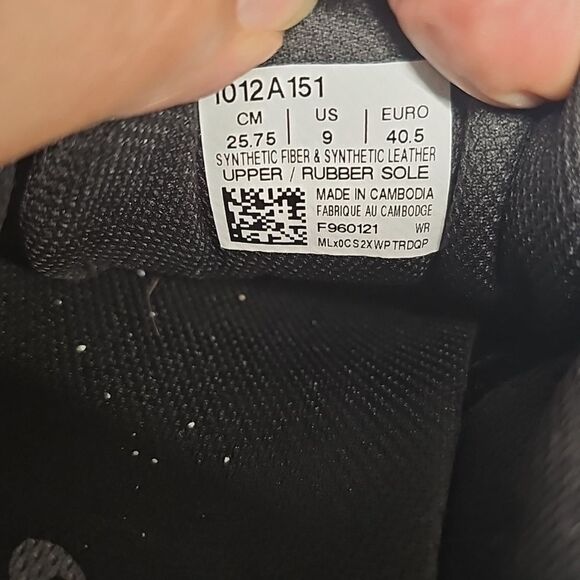 1012A151
CM | US | EURO
25.75 | 9 | 40.5
SYNTHETIC FIBER & SYNTHETIC LEATHER
UPPER / RUBBER SOLE
MADE IN CAMBODIA
FABRIQUE AU CAMBODGE
F960121 WR
MLx0CS2XWPTRDQP